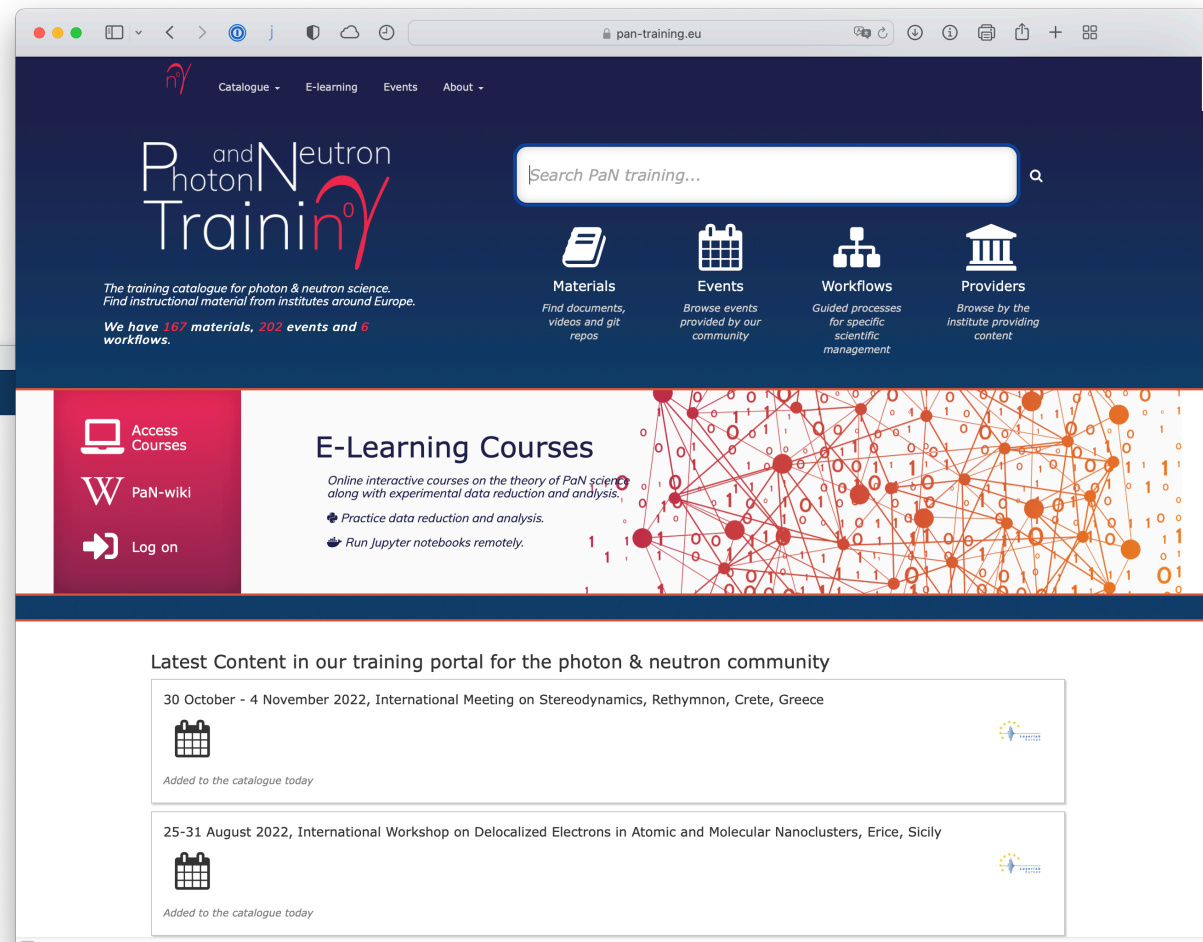 pan-training.eu
Catalogue E-learning Events About
Photon and Neutron
Training
n⁰γ
Search PaN training...
The training catalogue for photon & neutron science.
Find instructional material from institutes around Europe.
We have 167 materials, 202 events and 6
workflows.
Materials
Find documents,
videos and git
repos
Events
Browse events
provided by our
community
Workflows
Guided processes
for specific
scientific
management
Providers
Browse by the
institute providing
content
Access
Courses
PaN-wiki
Log on
E-Learning Courses
Online interactive courses on the theory of PaN science
along with experimental data reduction and analysis.
Practice data reduction and analysis.
Run Jupyter notebooks remotely.
Latest Content in our training portal for the photon & neutron community
30 October - 4 November 2022, International Meeting on Stereodynamics, Rethymnon, Crete, Greece
Added to the catalogue today
25-31 August 2022, International Workshop on Delocalized Electrons in Atomic and Molecular Nanoclusters, Erice, Sicily
Added to the catalogue today